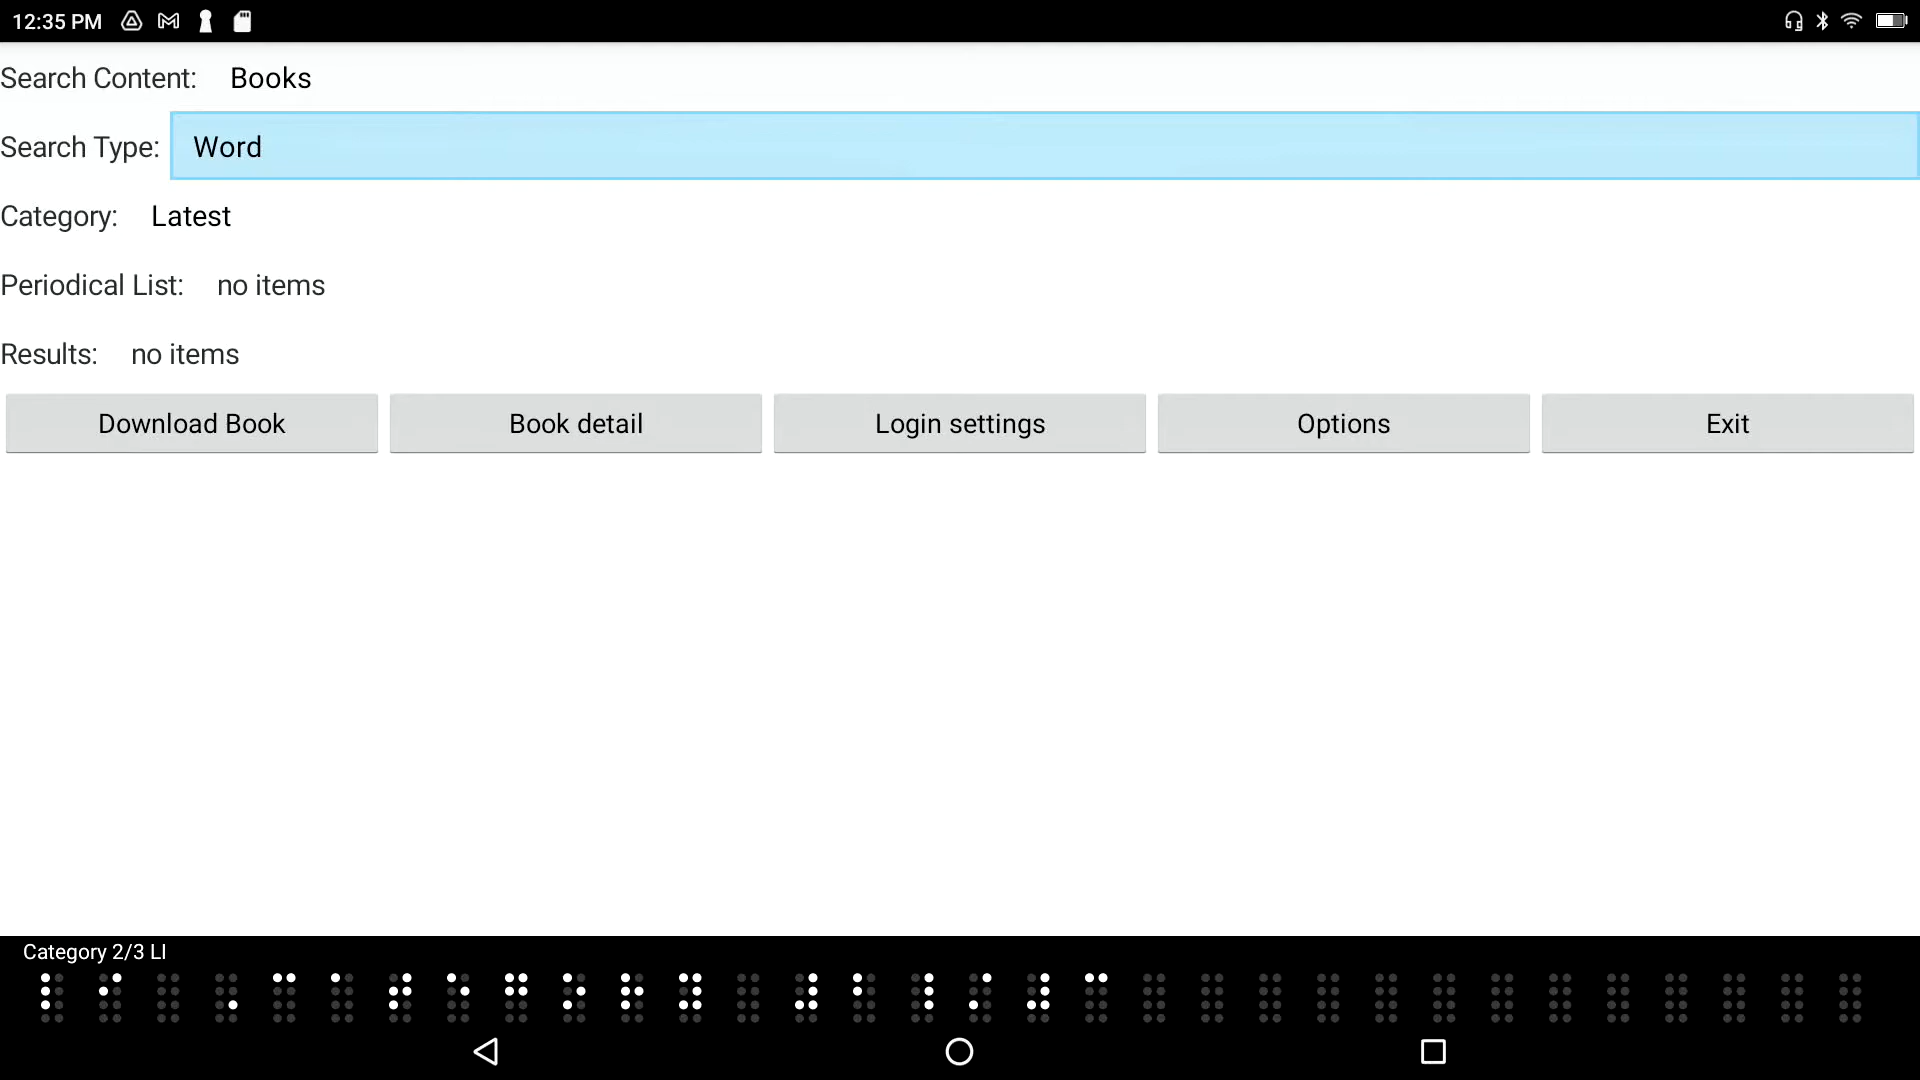 12:35 PM
Search Content: Books
Search Type: Word
Category: Latest
Periodical List: no items
Results: no items
Download Book Book detail Login settings Options Exit
Category 2/3 LI